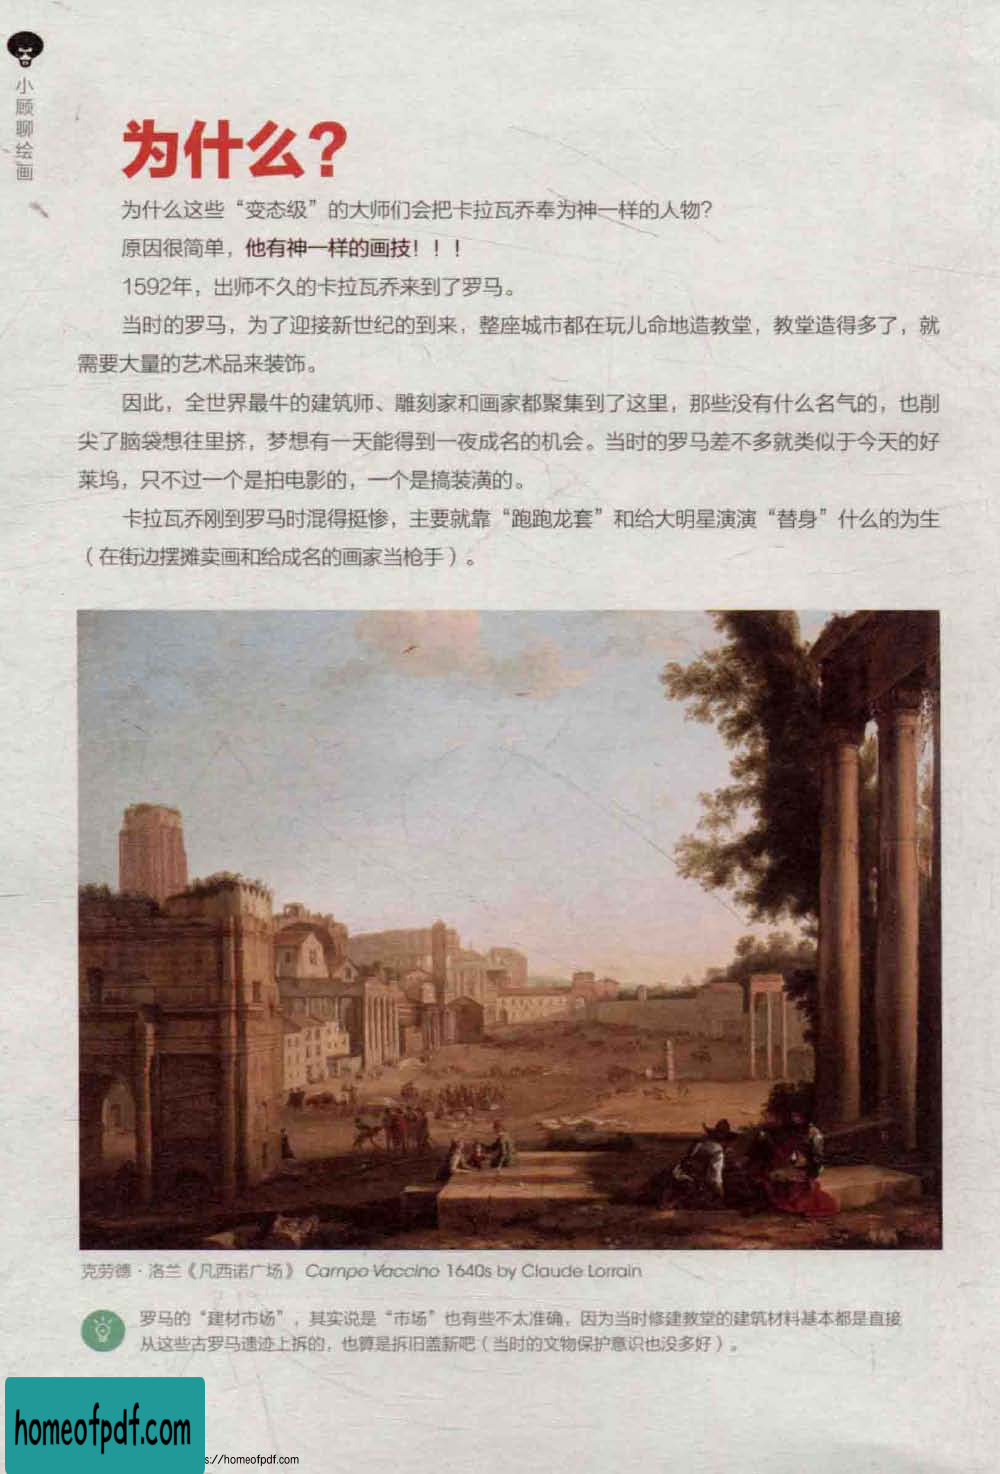 小顾聊绘画
为什么?
为什么这些“变态级”的大师们会把卡拉瓦乔奉为神一样的人物?
原因很简单，他有神一样的画技!！！
1592年，出师不久的卡拉瓦乔来到了罗马。
当时的罗马，为了迎接新世纪的到来，整座城市都在玩儿命地造教堂，教堂造得多了，就
需要大量的艺术品来装饰。
因此，全世界最牛的建筑师、雕刻家和画家都聚集到了这里，那些没有什么名气的，也削
尖了脑袋想往里挤，梦想有一天能得到一夜成名的机会。当时的罗马差不多就类似于今天的好
莱坞，只不过一个是拍电影的，一个是搞装潢的。
卡拉瓦乔刚到罗马时混得挺惨，主要就靠“跑跑龙套”和给大明星演演“替身”什么的为生
（在街边摆摊卖画和给成名的画家当枪手）。
克劳德·洛兰《凡西诺广场》 Campo Vaccino 1640s by Claude Lorrain
罗马的“建材市场”，其实说是“市场”也有些不太准确，因为当时修建教堂的建筑材料基本都是直接
从这些古罗马遗迹上拆的，也算是拆旧盖新吧（当时的文物保护意识也没多好）。
homeofpdf.com
s://homeofpdf.com